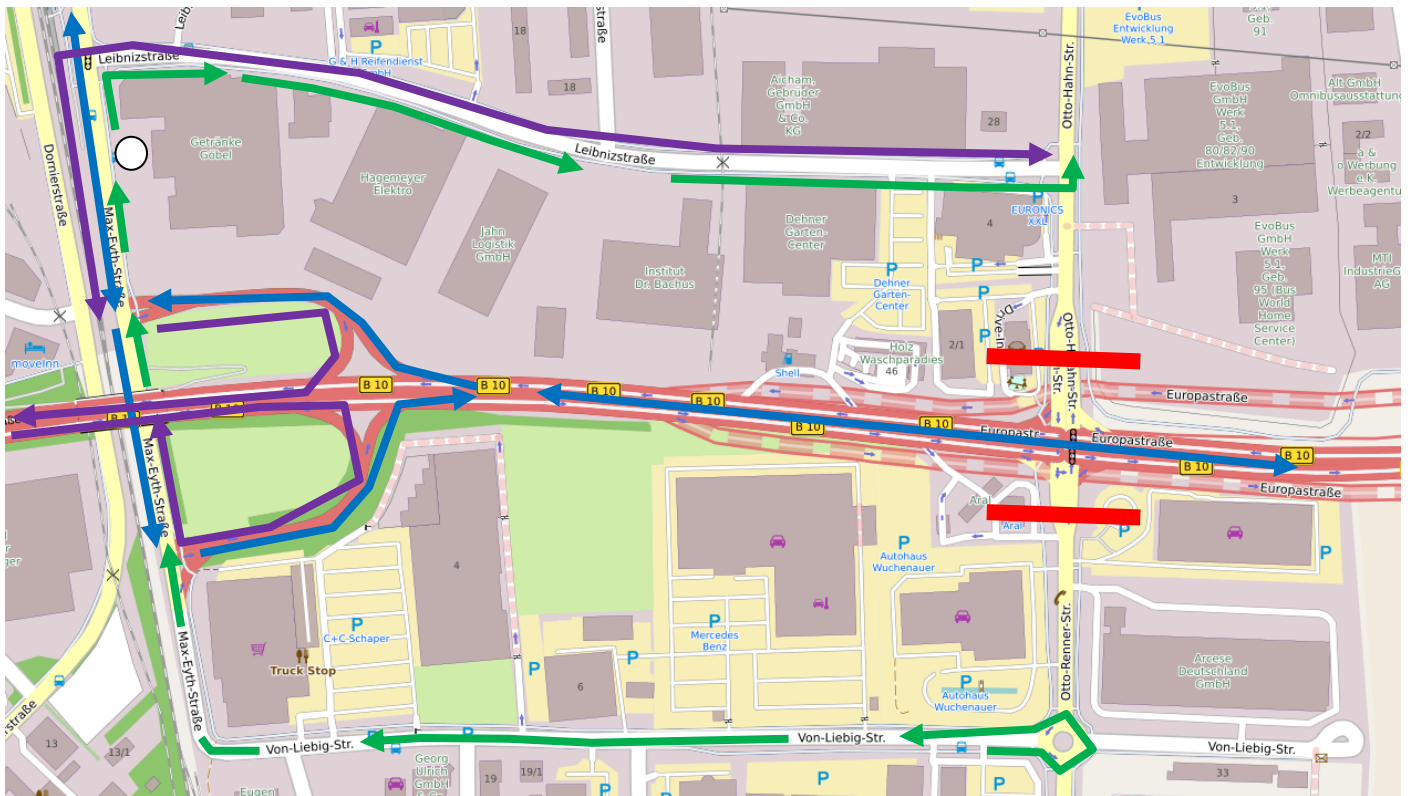 Leibnizstraße
P
G & H Reifendienst
18
18
Aicham,
Gebrüder
GmbH
& Co.
KG
28
Otto-Hahn-Str.
P
EvoBus
Entwicklung
Werk 5.1
Geb.
91
EvoBus
GmbH
Werk
5.1,
Geb.
80/82/90
Entwicklung
Alt GmbH
Omnibusausstattung
2/2
a &
o Werbung
e.K.
Werbeagentu
3
Getränke
Göbel
Dornierstraße
Max-Eyth-Straße
Hagemeyer
Elektro
Jahn
Logistik
GmbH
Leibnizstraße
Institut
Dr. Bachus
Dehner
Garten-
Center
P
EURONICS
XXL
4
P
Dehner
Garten-
Center
P
P
P
EvoBus
GmbH
Werk
5.1,
Geb.
95 (Bus
World
Home
Service
Center)
MTI
IndustrieG
AG
Drive-In
2/1
Holz
Waschparadies
46
Shell
moveInn
B 10
B 10
B 10
B 10
B 10
B 10
B 10
B 10
Europastraße
Europastr.
Europastraße
Europastraße
Otto-Hahn-Str.
Max-Eyth-Straße
Aral
Aral
P
P
P
Autohaus
Wuchenauer
4
P
C+C-Schaper
Truck Stop
P
Mercedes
Benz
P
P
6
P
Autohaus
Wuchenauer
Otto-Renner-Str.
Arcese
Deutschland
GmbH
Max-Eyth-Straße
13
13/1
Von-Liebig-Str.
P
Von-Liebig-Str.
Von-Liebig-Str.
Georg
Ulrich
GmbH
19
19/1
P
P
P
33
Eugen